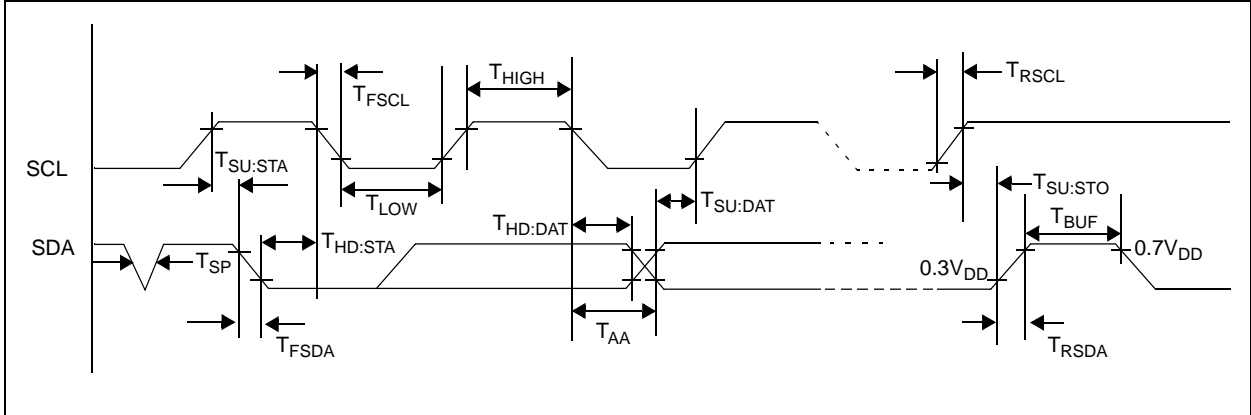 T_HIGH
T_RSCL
T_FSCL
SCL
T_SU:STA
T_LOW
T_SU:DAT
T_SU:STO
SDA
T_SP
T_HD:STA
T_HD:DAT
T_BUF
0.3V_DD
0.7V_DD
T_FSDA
T_AA
T_RSDA